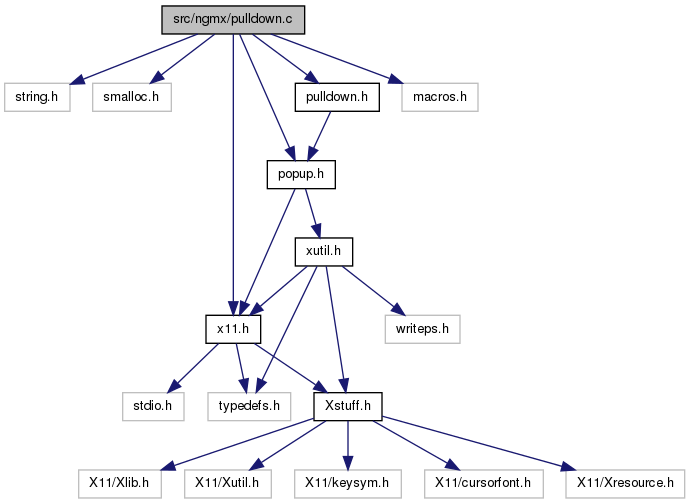 src/ngmx/pulldown.c
string.h
smalloc.h
pulldown.h
macros.h
popup.h
xutil.h
x11.h
writeps.h
stdio.h
typedefs.h
Xstuff.h
X11/Xlib.h
X11/Xutil.h
X11/keysym.h
X11/cursorfont.h
X11/Xresource.h